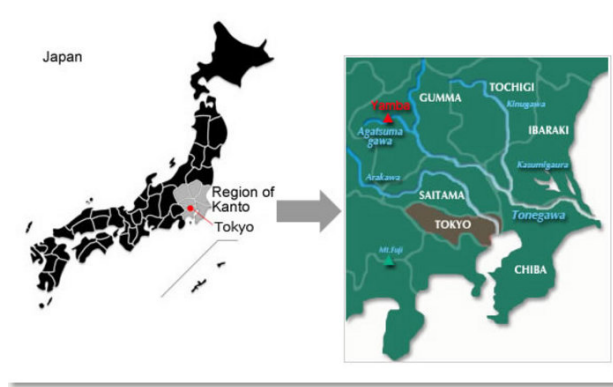 Japan
Region of
Kanto
Tokyo
TOCHIGI
GUMMA
Kinugawa
Yamba
Agatsuma
gawa
IBARAKI
Kasumigaura
Arakawa
SAITAMA
Tonegawa
TOKYO
Mt.Fuji
CHIBA